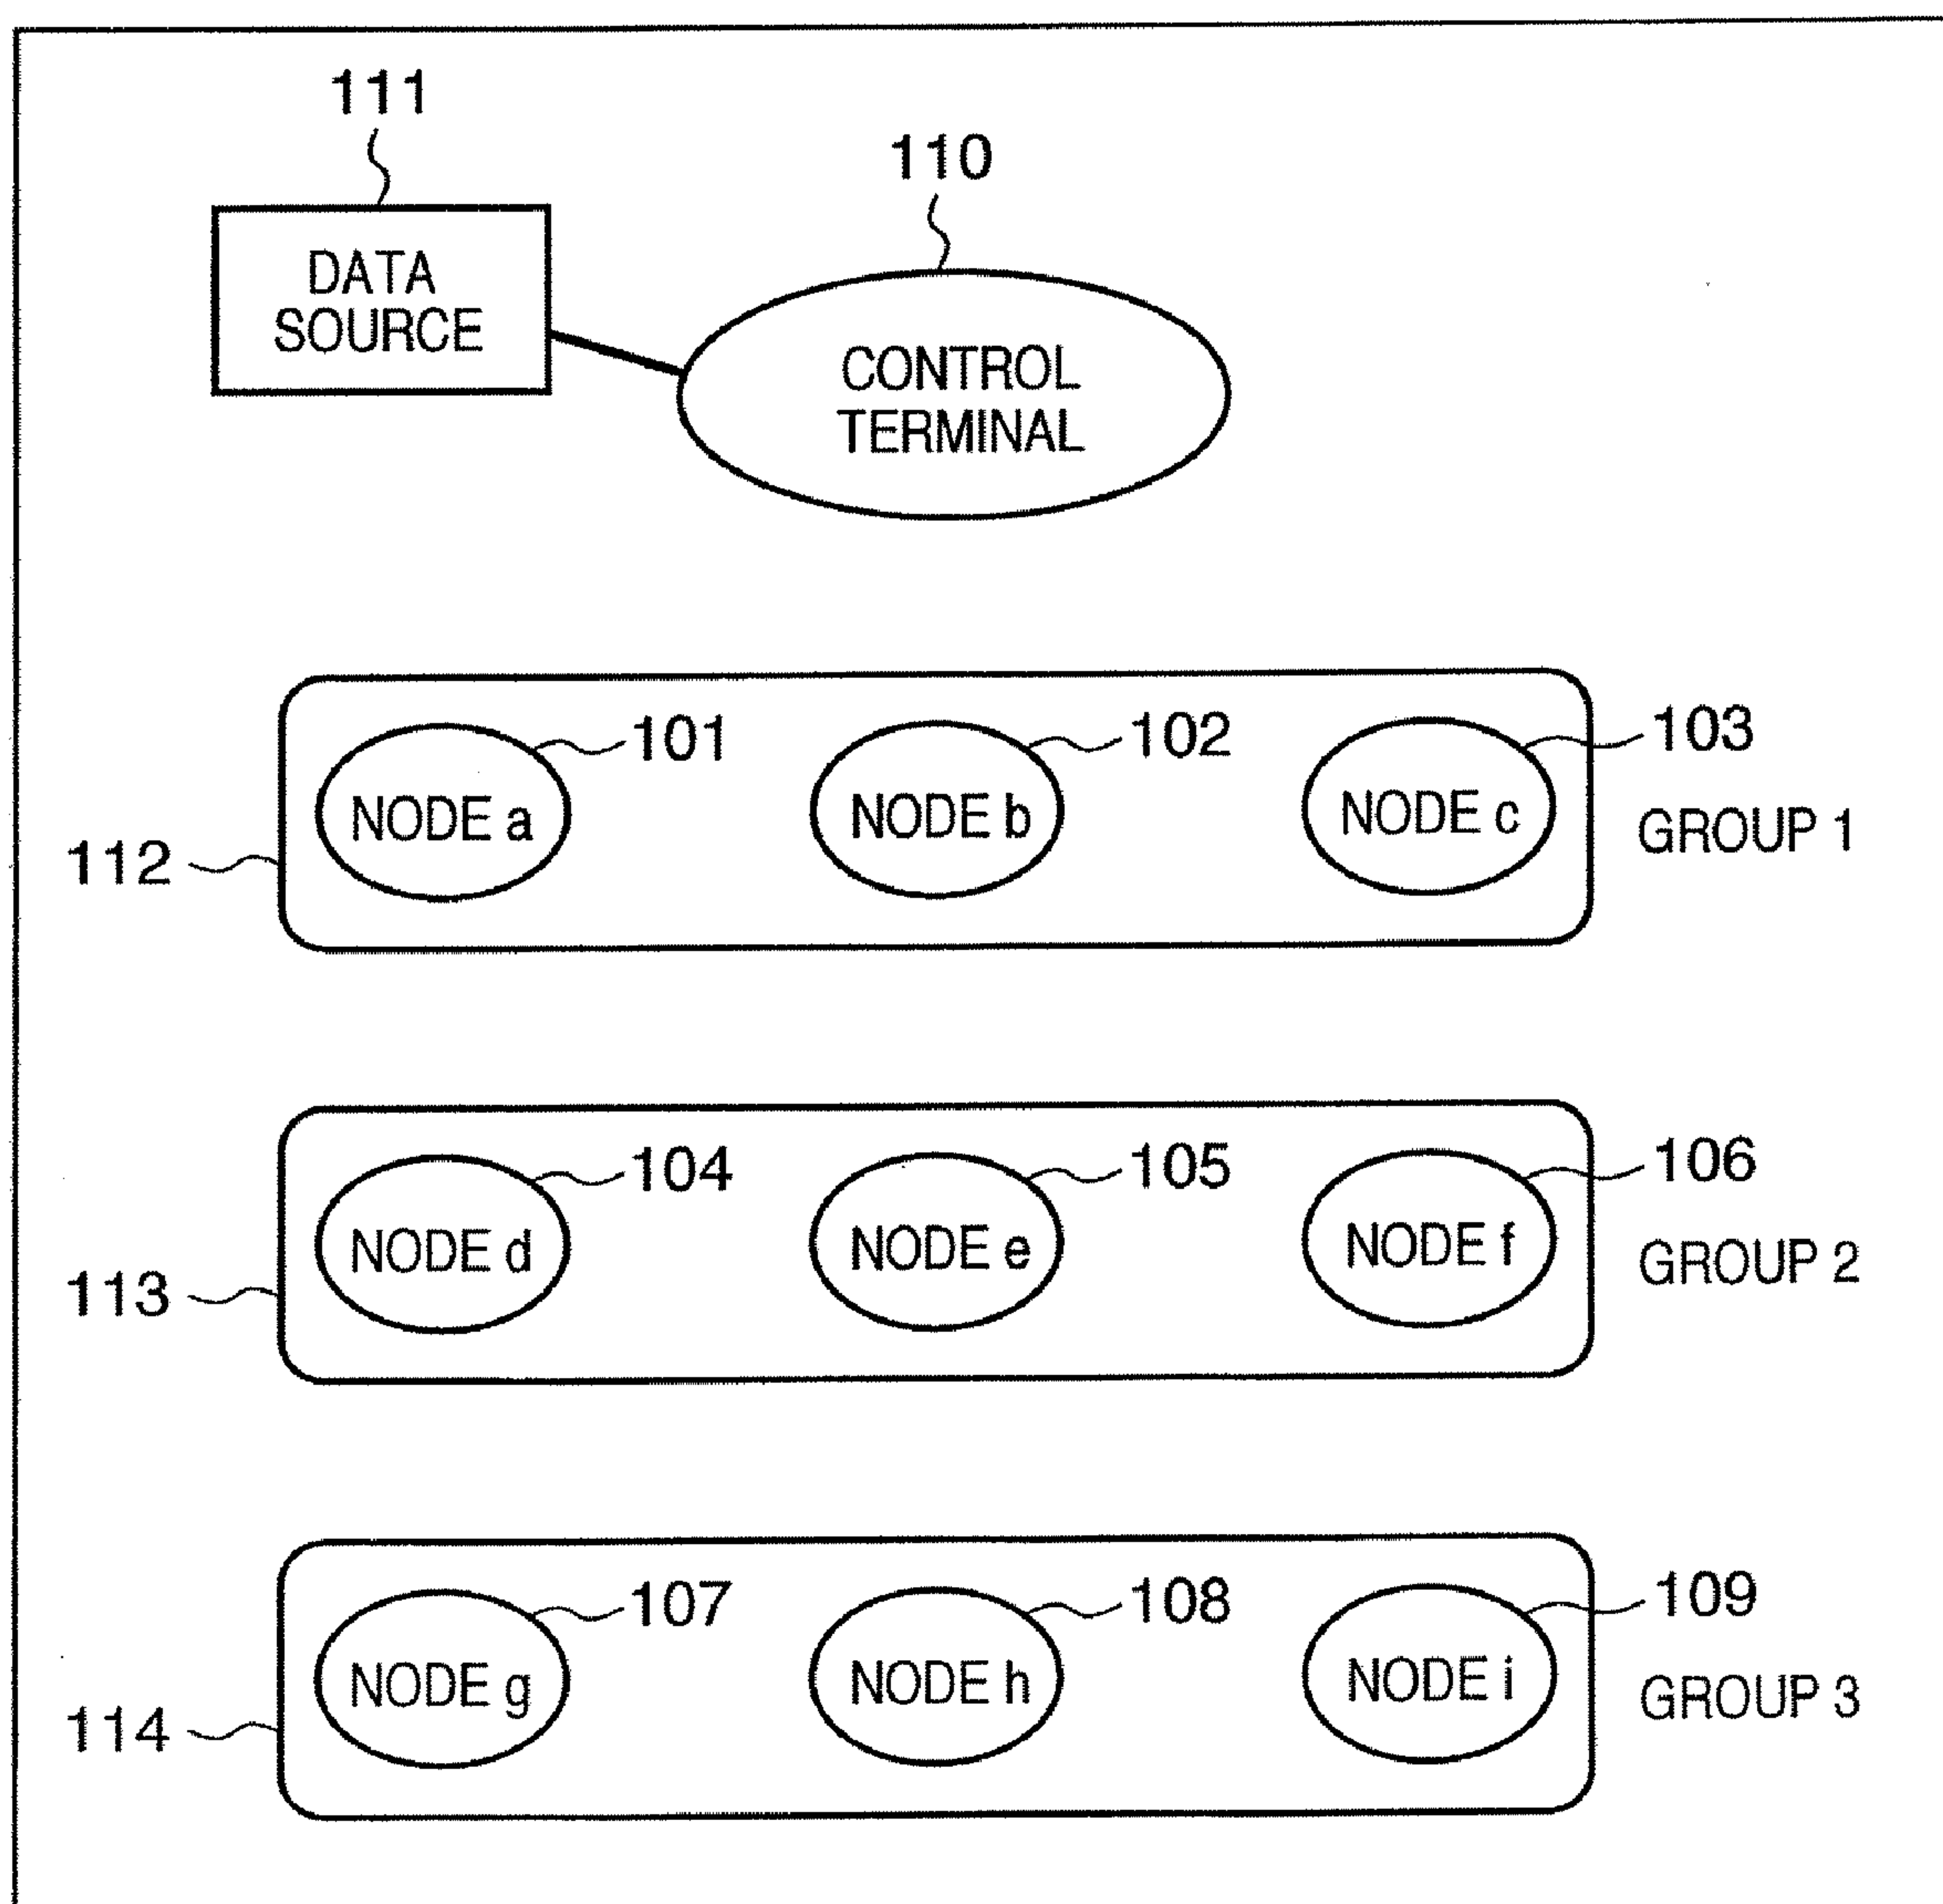 111
110
DATA
SOURCE
CONTROL
TERMINAL
101
102
103
NODE a
NODE b
NODE c
GROUP 1
112
104
105
106
NODE d
NODE e
NODE f
GROUP 2
113
107
108
109
NODE g
NODE h
NODE i
GROUP 3
114